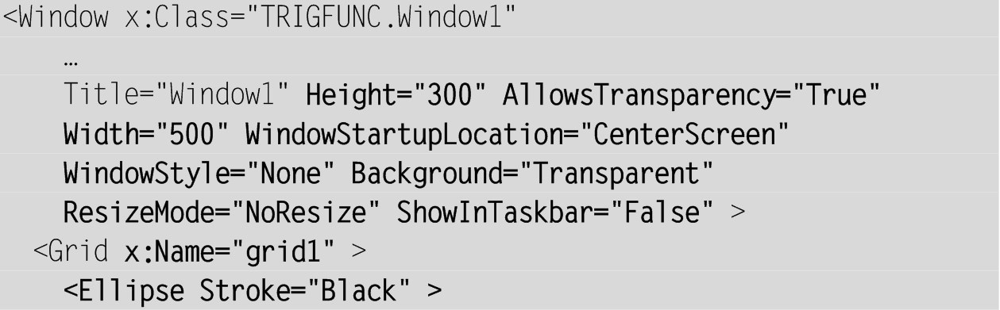 <Window x:Class="TRIGFUNC.Window1"
…
Title="Window1" Height="300" AllowsTransparency="True"
Width="500" WindowStartupLocation="CenterScreen"
WindowStyle="None" Background="Transparent"
ResizeMode="NoResize" ShowInTaskbar="False" >
<Grid x:Name="grid1" >
<Ellipse Stroke="Black" >